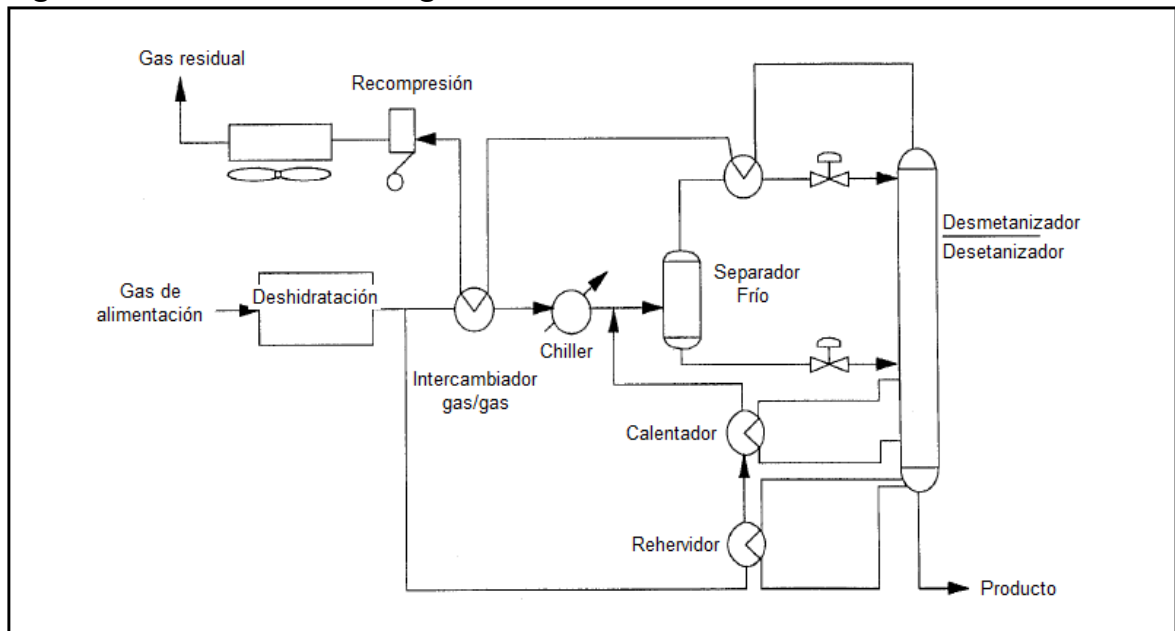 Gas residual
Recompresión
Desmetanizador
Desetanizador
Separador
Frío
Gas de
alimentación
Deshidratación
Chiller
Intercambiador
gas/gas
Calentador
Rehervidor
Producto